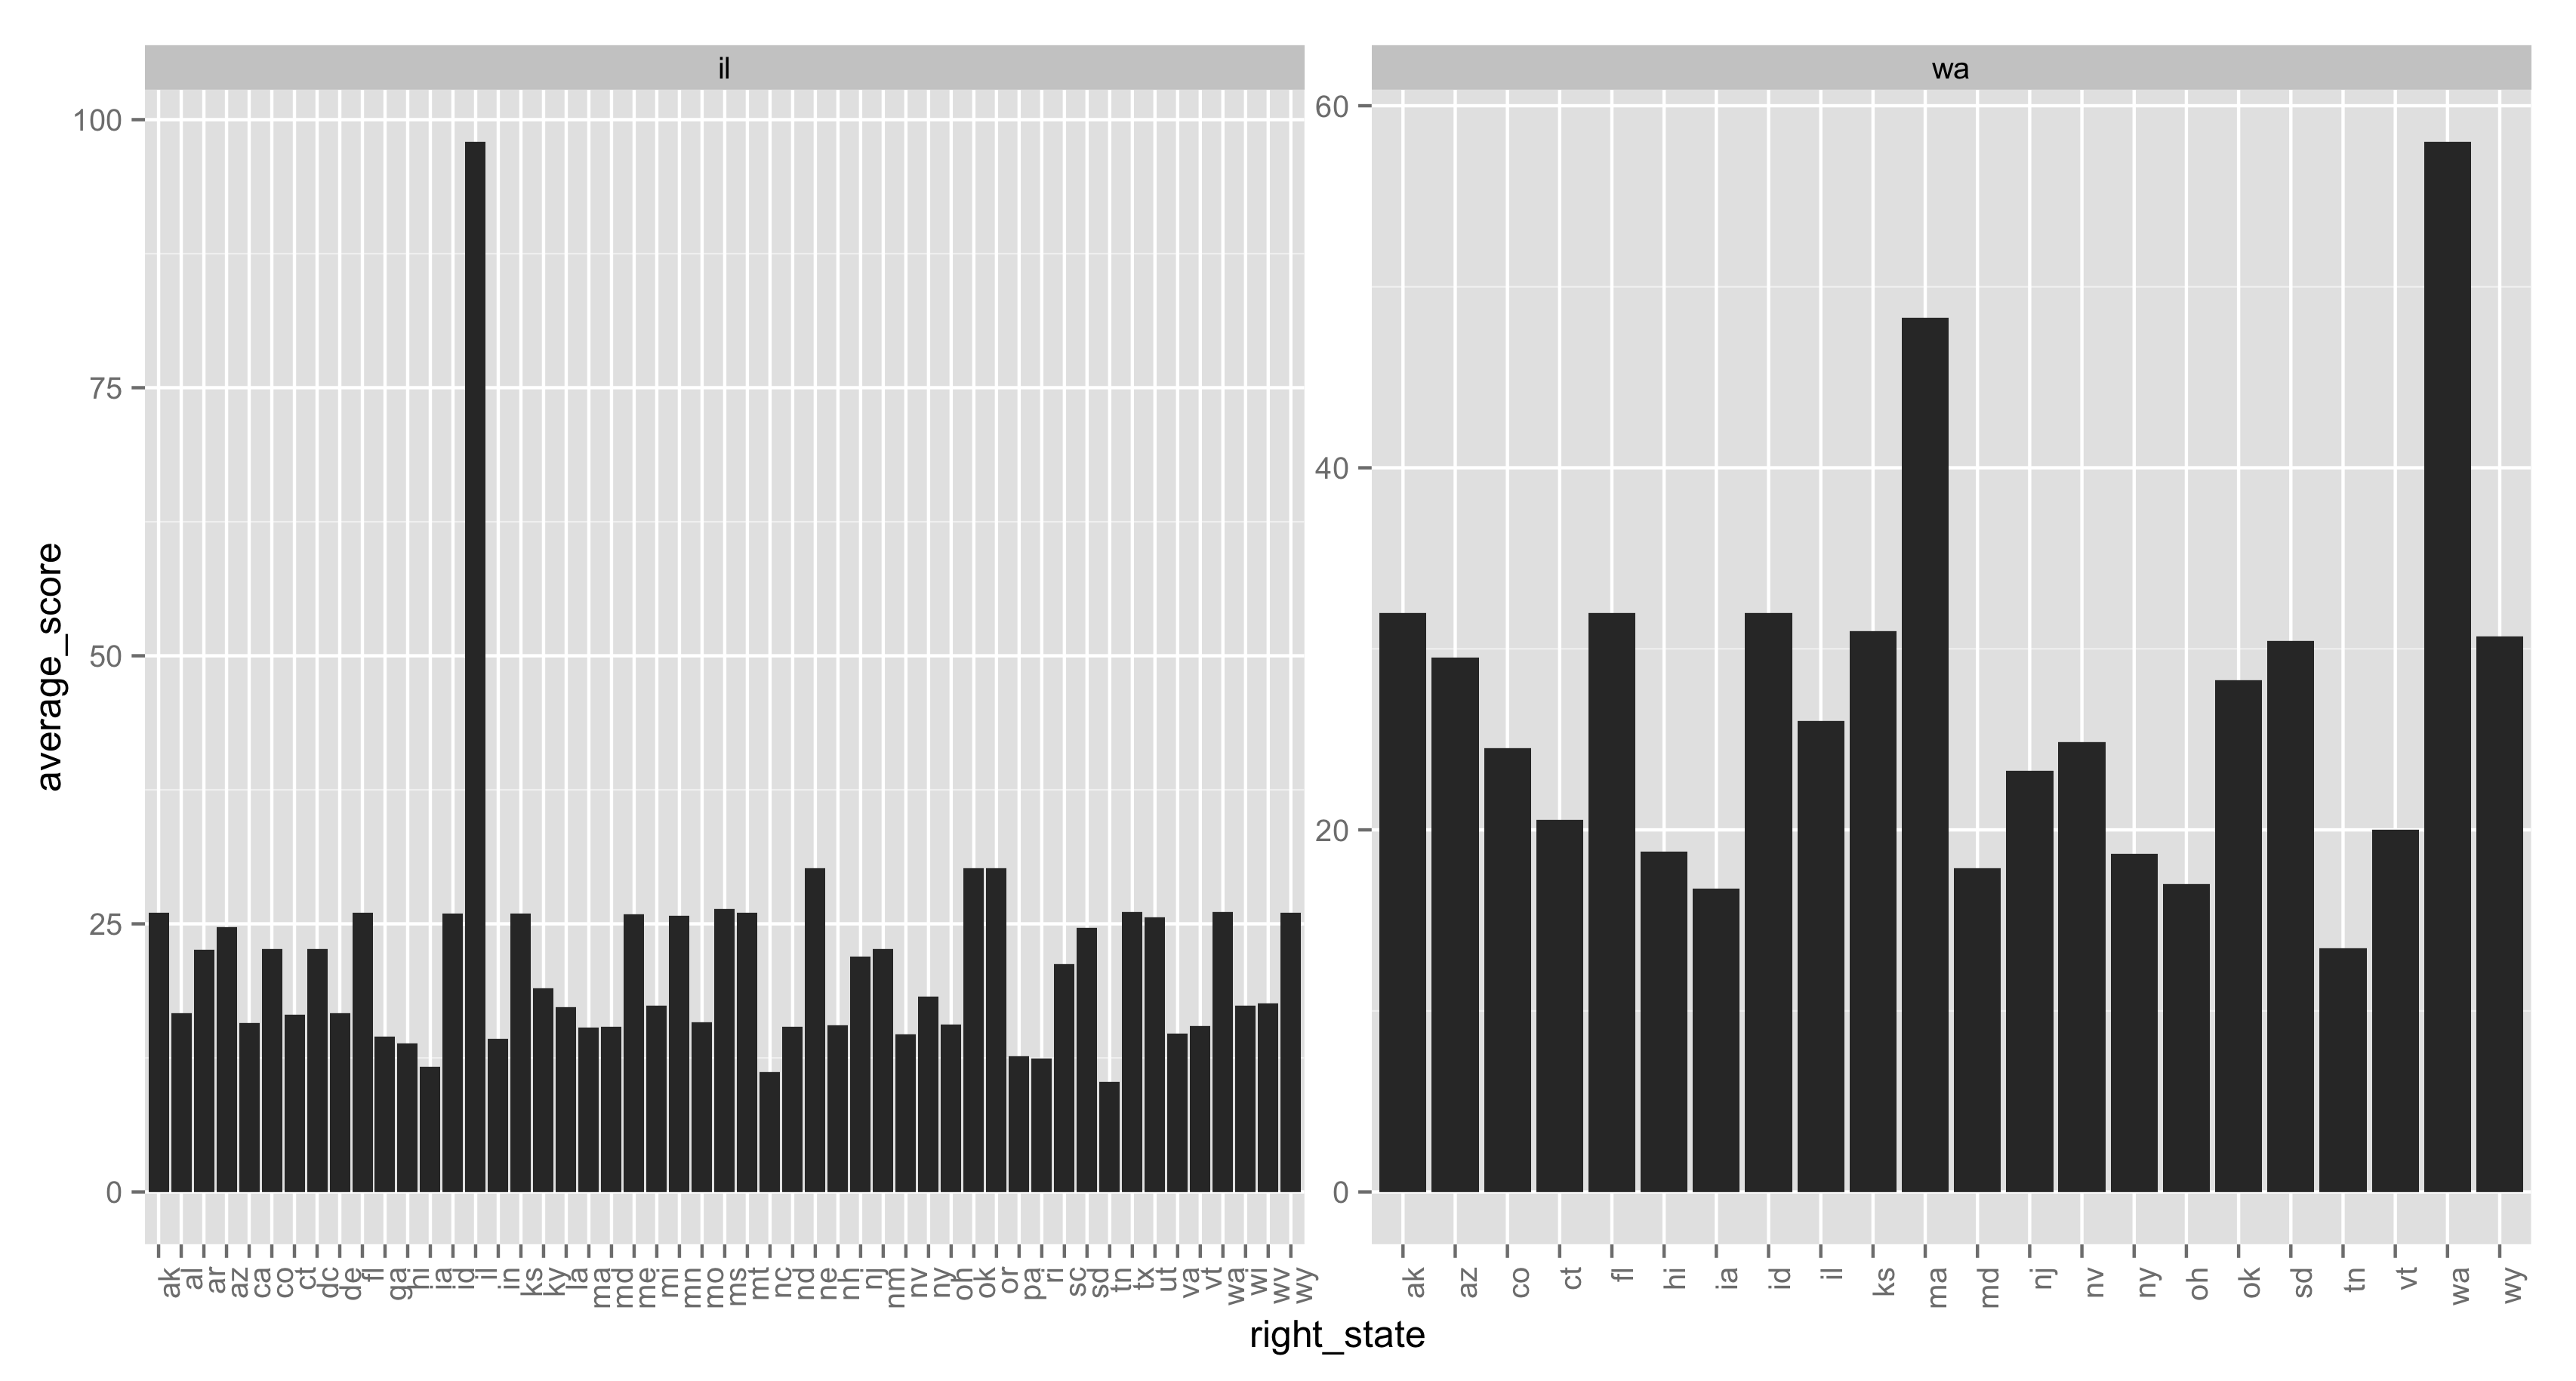 il
wa
average_score
100
75
50
25
0
60
40
20
0
ak al ar az ca co ct dc de fl ga hi ia id il in ks ky la ma md me mi mn mo ms mt nc nd ne nh nj nm nv ny oh ok or pa ri sc sd tn tx ut va vt wa wi wv wy
ak az co ct fl hi ia id il ks ma md nj nv ny oh ok sd tn vt wa wy
right_state